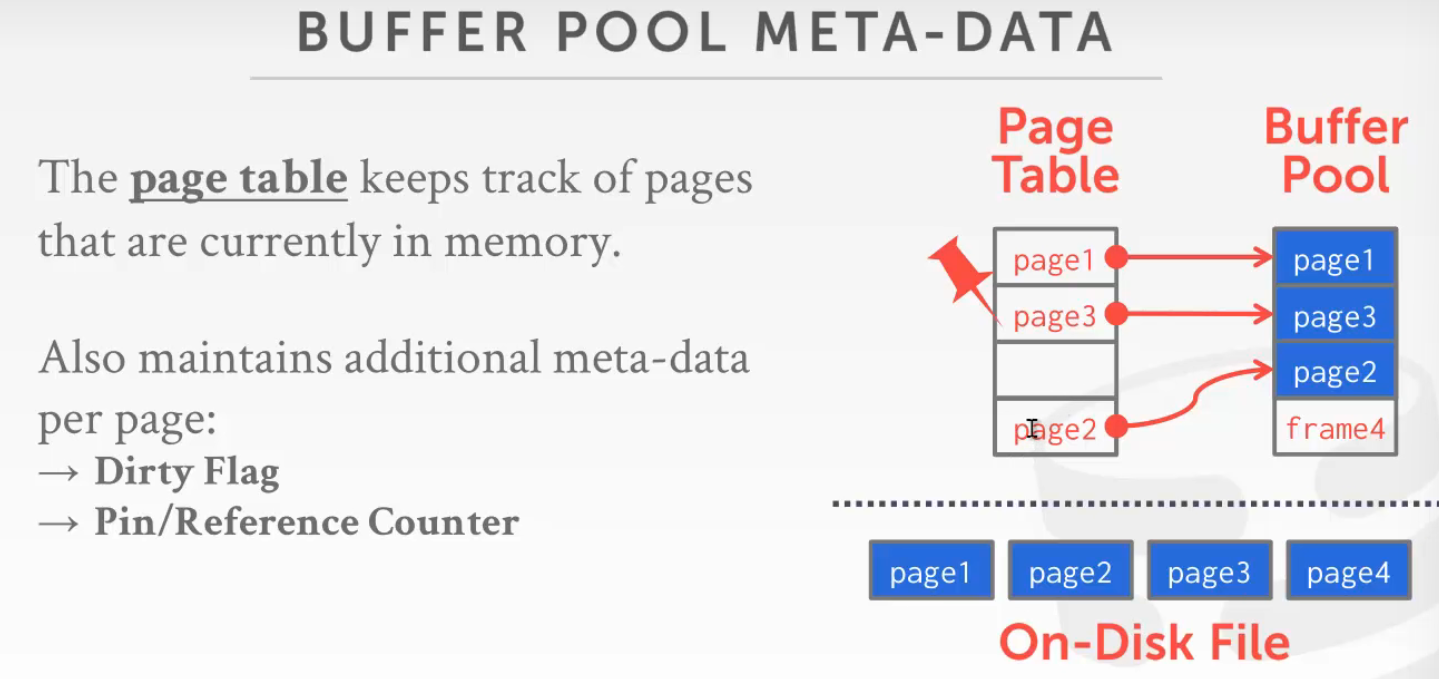 BUFFER POOL META-DATA
The page table keeps track of pages
that are currently in memory.
Also maintains additional meta-data
per page:
→ Dirty Flag
→ Pin/Reference Counter
Page
Table
page1
page3
page2
Buffer
Pool
page1
page3
page2
frame4
page1 page2 page3 page4
On-Disk File